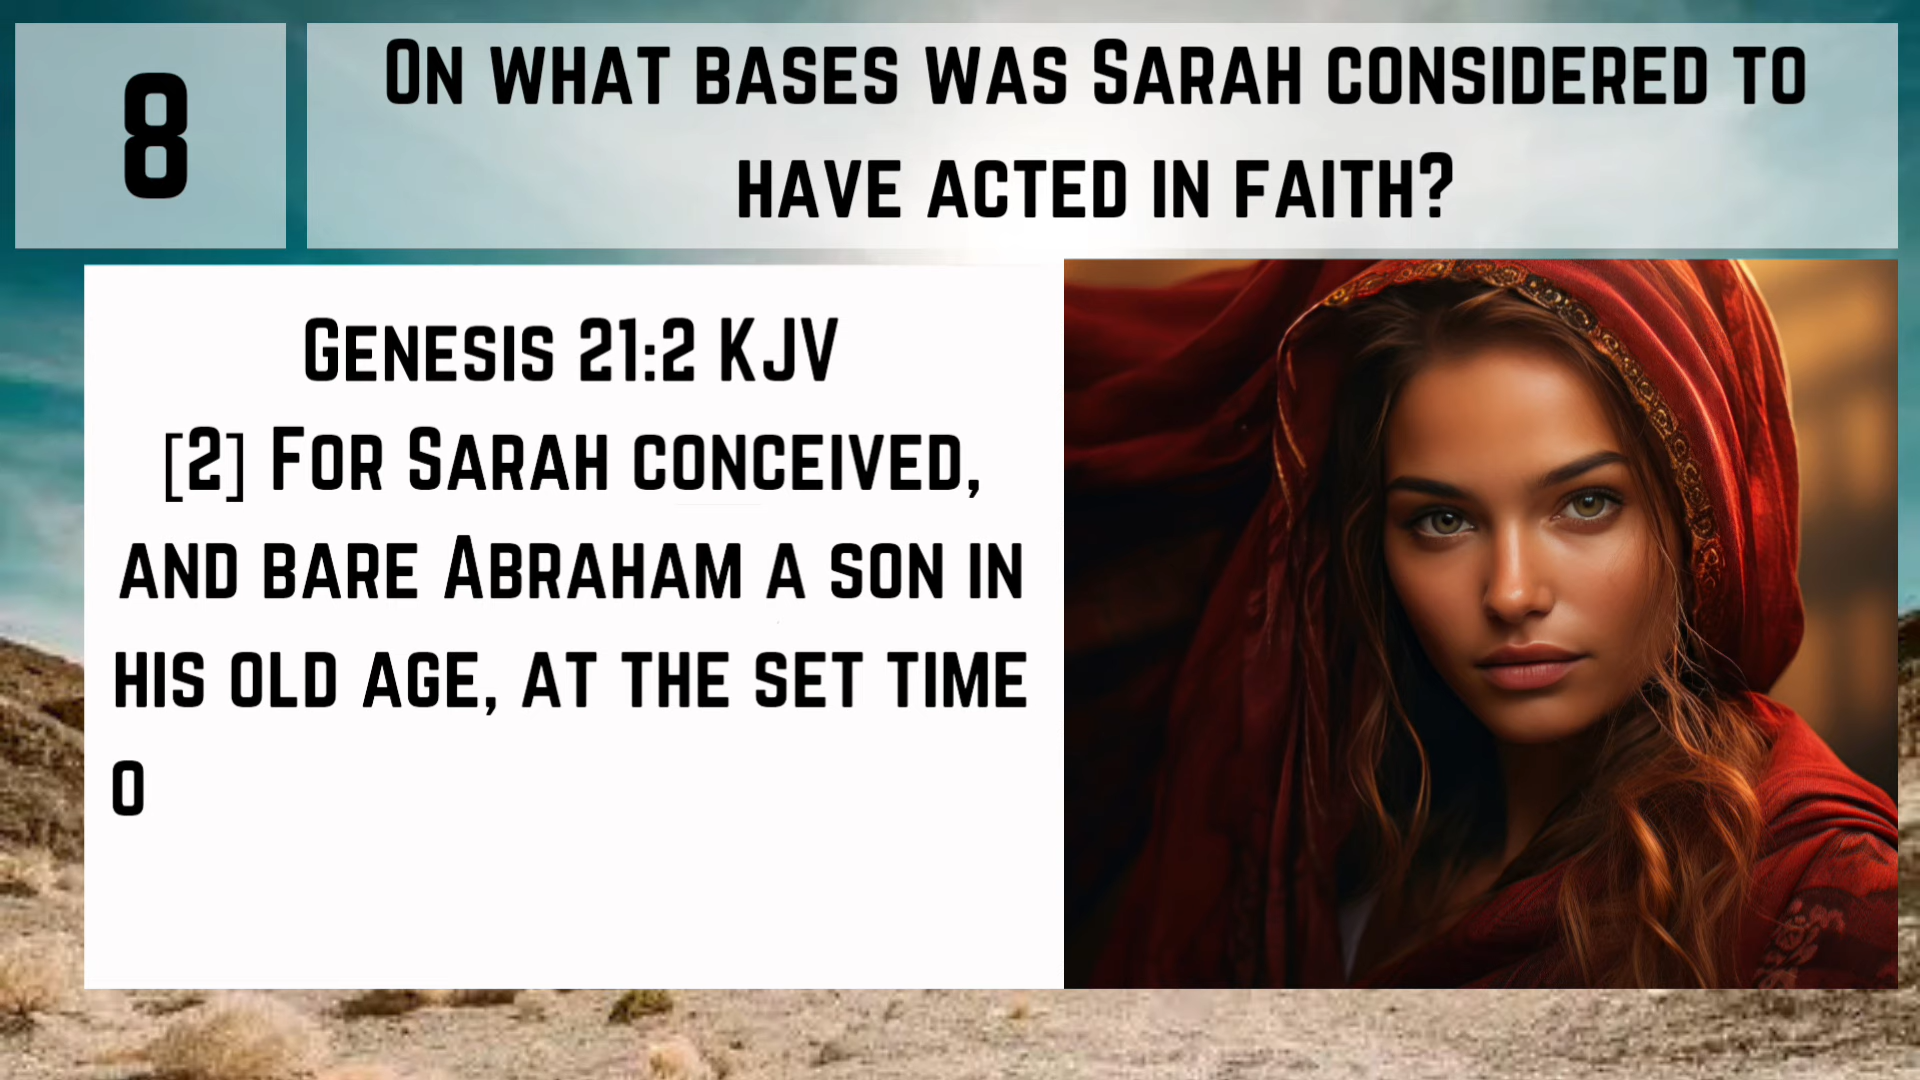 8
On what bases was Sarah considered to
have acted in faith?
Genesis 21:2 KJV
[2] For Sarah conceived,
and bare Abraham a son in
his old age, at the set time
o